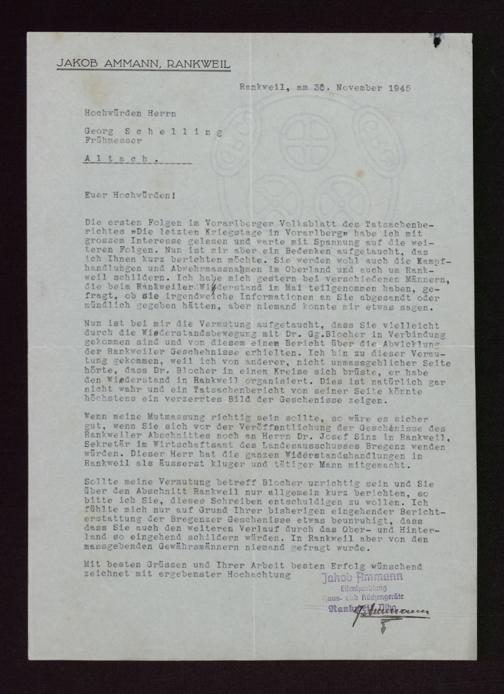 JAKOB AMMANN, RANKWEIL
Rankweil, am 30. November 1945
Hochwürden Herrn
Georg S c h e l l i n g
Frühmesser
A l t a c h .
Euer Hochwürden!
Die ersten Folgen im Vorarlberger Volksblatt des Tatsachenbe-
richtes "Die letzten Kriegstage in Vorarlberg" habe ich mit
grossem Interesse gelesen und warte mit Spannung auf die wei-
teren Folgen. Nun ist mir aber ein Bedenken aufgetaucht, das
ich Ihnen kurz berichten möchte. Sie werden wohl auch die Kampf-
handlungen und Abwehrmassnahmen im Oberland und auch um Rank-
weil schildern. Ich habe mich gestern bei verschiedenen Männern,
die beim Rankweiler Widerstand im Mai teilgenommen haben, ge-
fragt, ob sie irgendwelche Informationen an Sie abgesandt oder
mündlich gegeben hätten, aber niemand konnte mir etwas sagen.
Nun ist bei mir die Vermutung aufgetaucht, dass Sie vielleicht
durch die Widerstandsbewegung mit Dr. Gg.Blocher in Verbindung
gekommen sind und von diesem einen Bericht über die Abwicklung
der Rankweiler Geschehnisse erhielten. Ich bin zu dieser Vermu-
tung gekommen, weil ich von anderer, nicht unmassgeblicher Seite
hörte, dass Dr. Blocher in einem Kreise sich brüste, er habe
den Widerstand in Rankweil organisiert. Dies ist natürlich gar
nicht wahr und ein Tatsachenbericht von seiner Seite könnte
höchstens ein verzerrtes Bild der Geschenisse zeigen.
Wenn meine Mutmassung richtig sein sollte, so wäre es sicher
gut, wenn Sie sich vor der Veröffentlichung der Geschenisse des
Rankweiler Abschnittes noch an Herrn Dr. Josef Sinz in Rankweil,
Sekretär im Wirtschaftsamt des Landesausschusses Bregenz wenden
würden. Dieser Herr hat die ganzen Widerstandshandlungen in
Rankweil als äusserst kluger und tätiger Mann mitgemacht.
Sollte meine Vermutung betreff Blocher unrichtig sein und Sie
über den Abschnitt Rankweil nur allgemein kurz berichten, so
bitte ich Sie, dieses Schreiben entschuldigen zu wollen. Ich
fühlte mich nur auf Grund Ihrer bisherigen eingehender Bericht-
erstattung der Bregenzer Geschenisse etwas beunruhigt, dass
dass Sie auch den weiteren Verlauf durch das Ober- und Hinter-
land so eingehend schildern würden. In Rankweil aber von den
massgebenden Gewährsmännern niemand gefragt wurde.
Mit besten Grüssen und Ihrer Arbeit besten Erfolg wünschend
zeichnet mit ergebenster Hochachtung
Jakob Ammann
Eisenhandlung
Haus- und Küchengeräte
Rankweil, Vlbg.
JAmmann